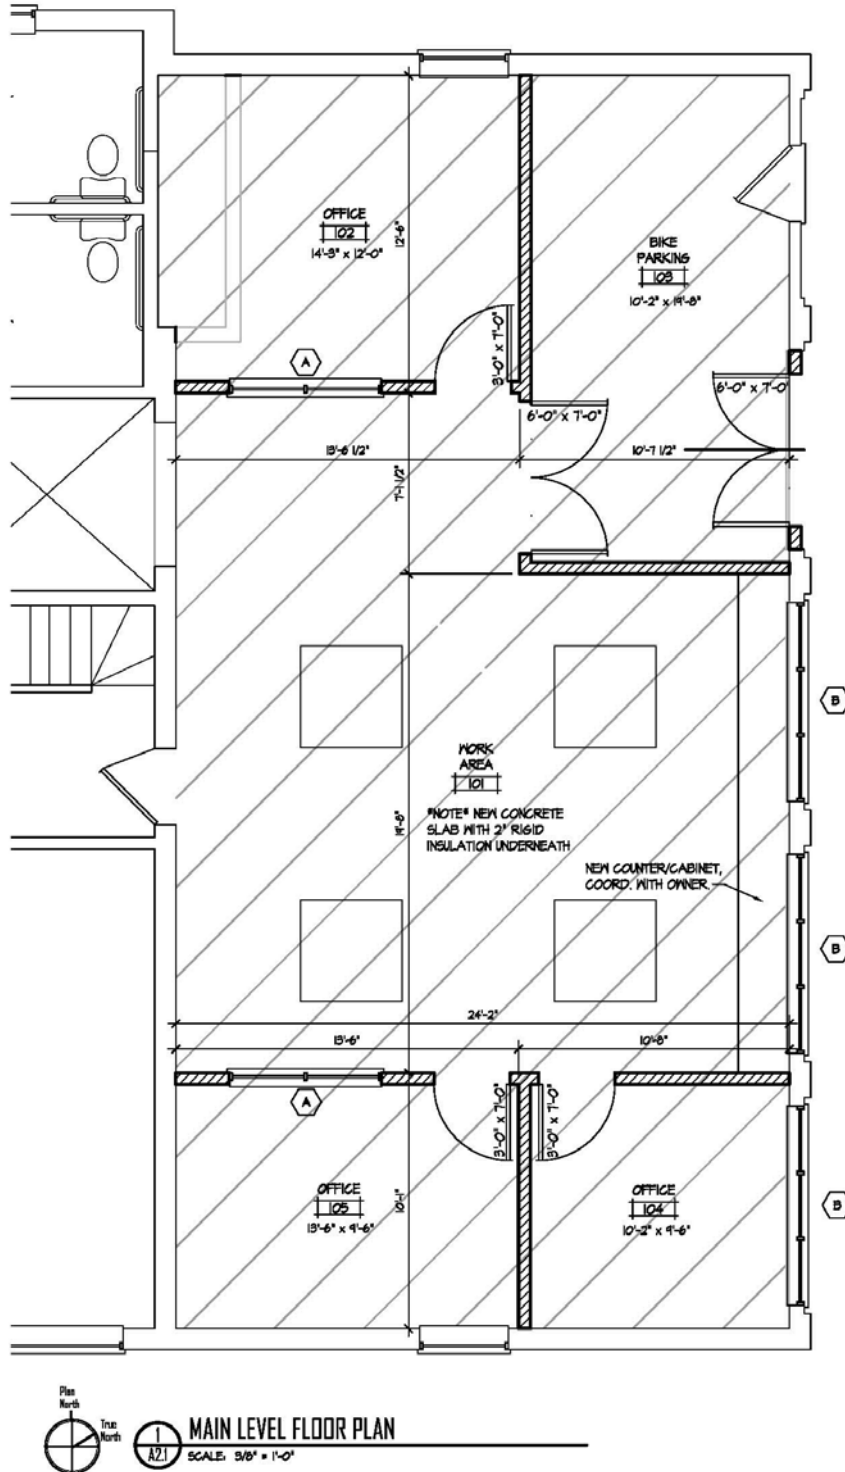 OFFICE
102
14'-3" x 12'-0"
12'-6"
BIKE
PARKING
103
10'-2" x 19'-8"
A
3'-0" x 7'-0"
6'-0" x 7'-0"
6'-0" x 7'-0"
13'-6 1/2"
10'-7 1/2"
7'-1 1/2"
B
WORK
AREA
101
*NOTE* NEW CONCRETE
SLAB WITH 2" RIGID
INSULATION UNDERNEATH
19'-8"
NEW COUNTER/CABINET,
COORD. WITH OWNER.
B
24'-2"
13'-6"
10'-8"
A
3'-0" x 7'-0"
3'-0" x 7'-0"
OFFICE
105
13'-6" x 9'-6"
10'-1"
OFFICE
104
10'-2" x 9'-6"
B
Plan
North
True
North
1
A2.1
MAIN LEVEL FLOOR PLAN
SCALE: 3/8" = 1'-0"